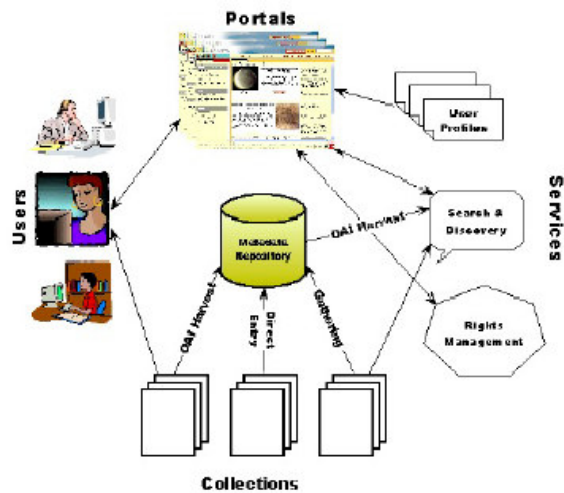 Portals
User
Profiles
Users
Services
Metadata
Repository
OAI Harvest
Search &
Discovery
OAI Harvest
Direct
Entry
Gathering
Rights
Management
Collections